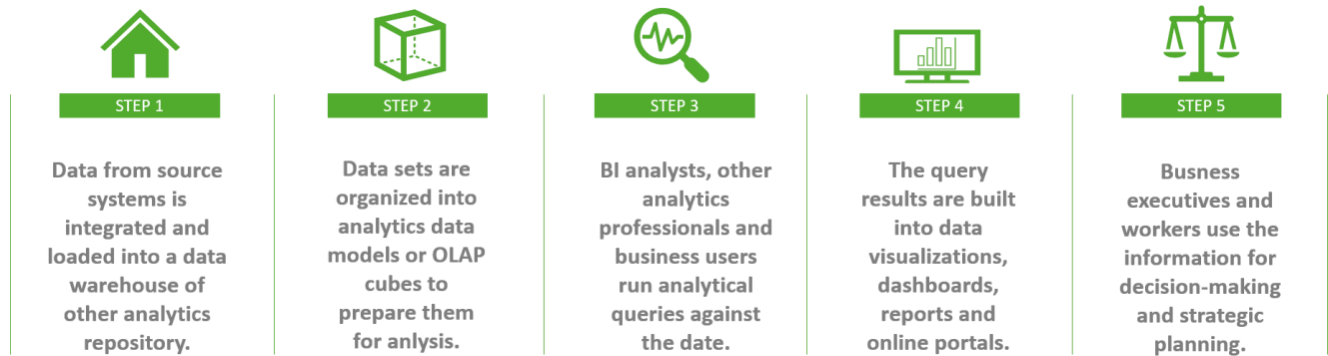 STEP 1
Data from source
systems is
integrated and
loaded into a data
warehouse of
other analytics
repository.
STEP 2
Data sets are
organized into
analytics data
models or OLAP
cubes to
prepare them
for anlysis.
STEP 3
BI analysts, other
analytics
professionals and
business users
run analytical
queries against
the date.
STEP 4
The query
results are built
into data
visualizations,
dashboards,
reports and
online portals.
STEP 5
Busness
executives and
workers use the
information for
decision-making
and strategic
planning.